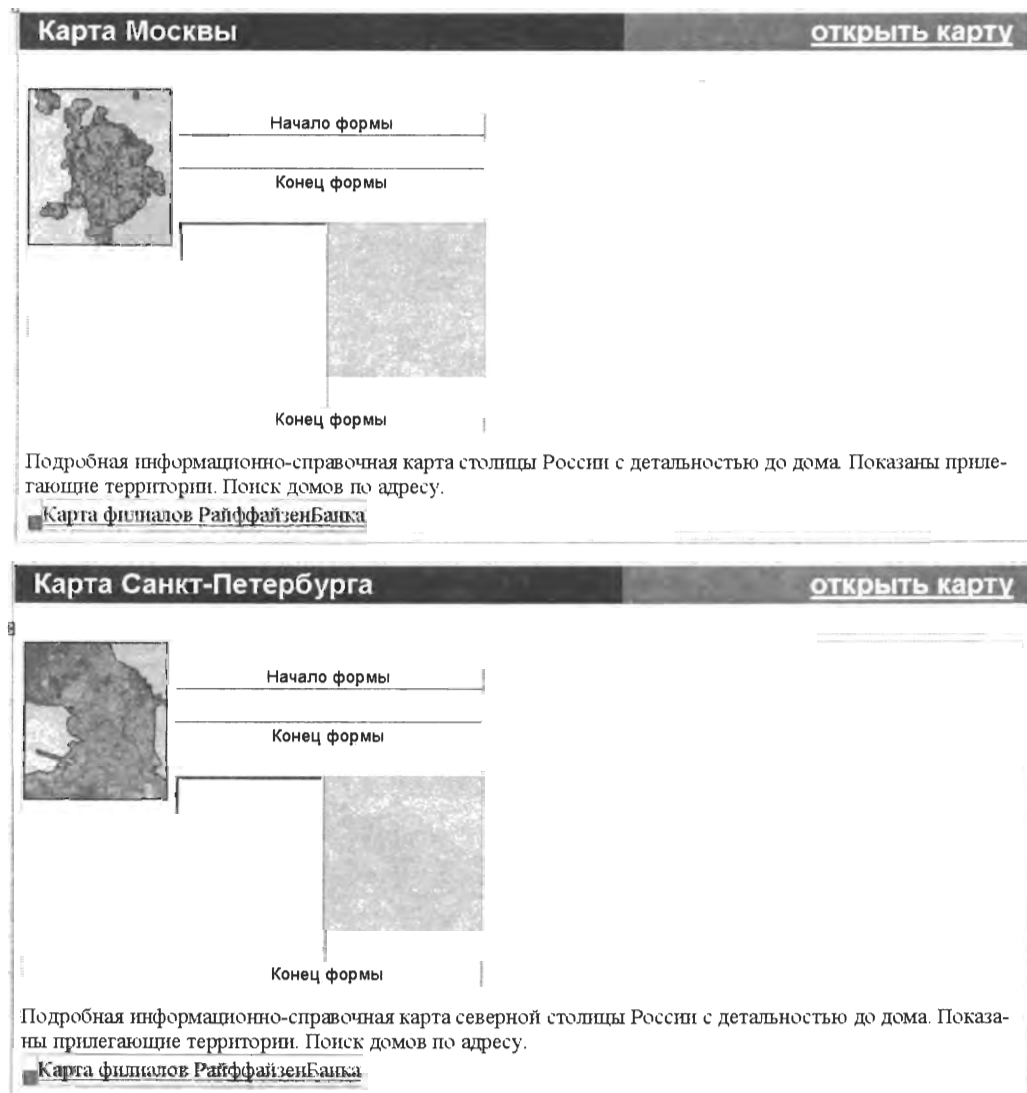 Карта Москвы открыть карту
Начало формы
Конец формы
Конец формы
Подробная информационно-справочная карта столицы России с детальностью до дома. Показаны приле-
гающие территории. Поиск домов по адресу.
Карта филиалов РайффайзенБанка
Карта Санкт-Петербурга открыть карту
Начало формы
Конец формы
Конец формы
Подробная информационно-справочная карта северной столицы России с детальностью до дома. Показа-
ны прилегающие территории. Поиск домов по адресу.
Карта филиалов РайффайзенБанка